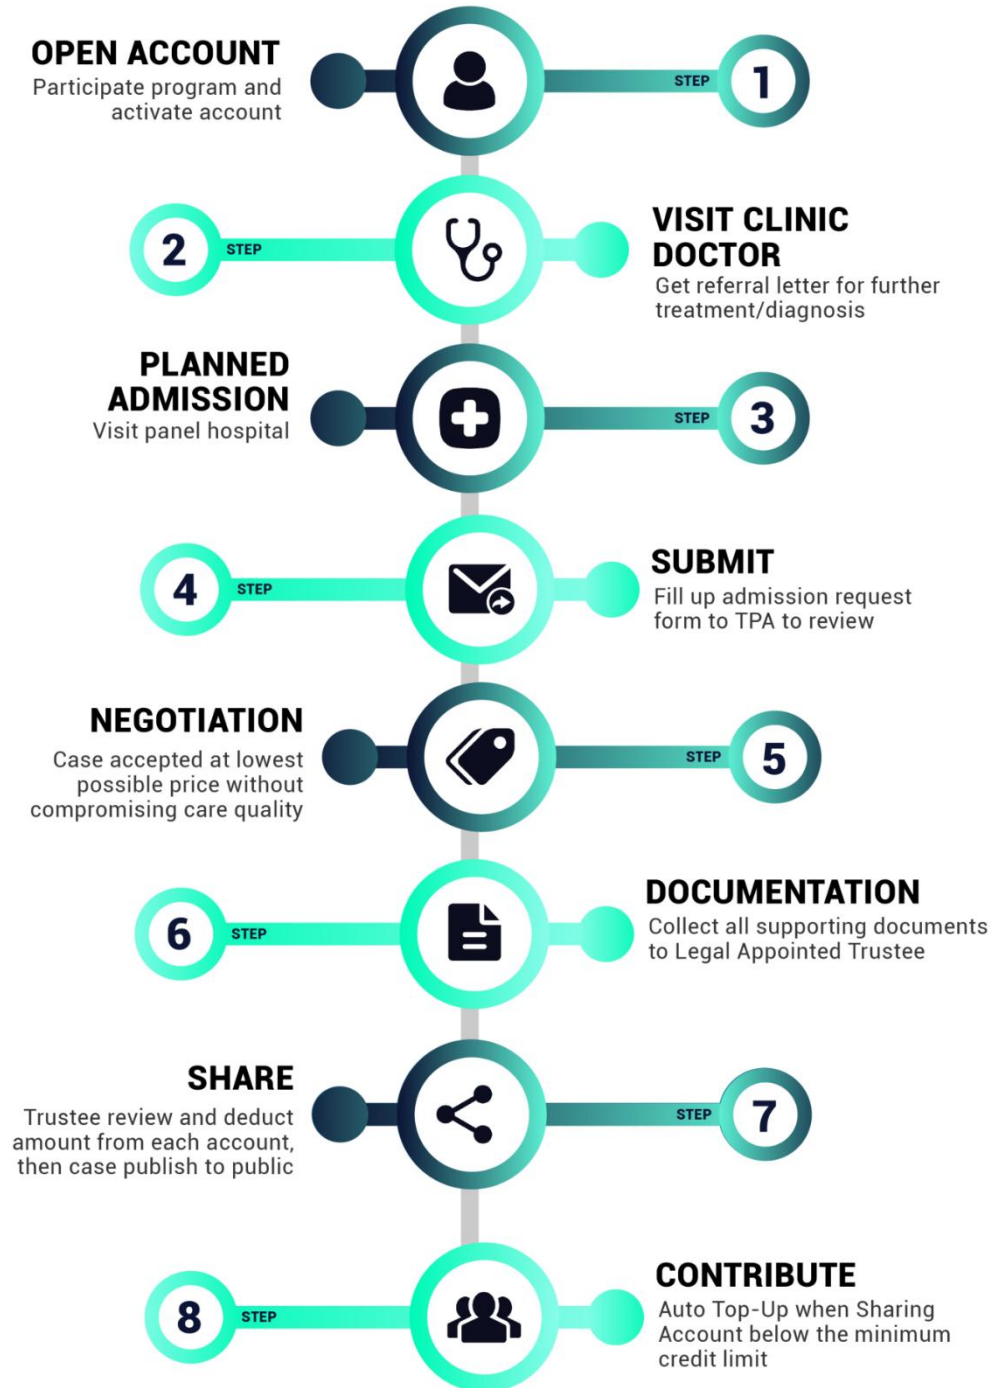 OPEN ACCOUNT
Participate program and
activate account
STEP
1
2
STEP
VISIT CLINIC
DOCTOR
Get referral letter for further
treatment/diagnosis
PLANNED
ADMISSION
Visit panel hospital
STEP
3
4
STEP
SUBMIT
Fill up admission request
form to TPA to review
NEGOTIATION
Case accepted at lowest
possible price without
compromising care quality
STEP
5
6
STEP
DOCUMENTATION
Collect all supporting documents
to Legal Appointed Trustee
SHARE
Trustee review and deduct
amount from each account,
then case publish to public
STEP
7
8
STEP
CONTRIBUTE
Auto Top-Up when Sharing
Account below the minimum
credit limit